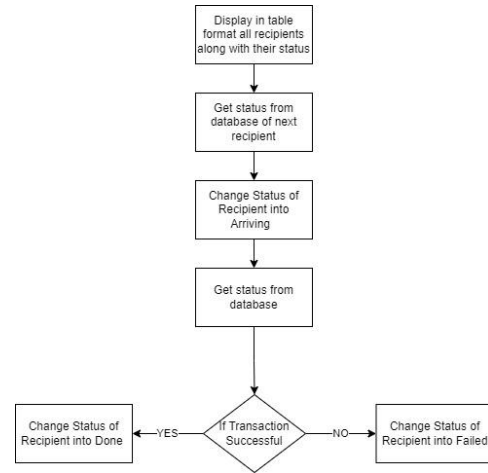 Display in table
format all recipients
along with their status
Get status from
database of next
recipient
Change Status of
Recipient into
Arriving
Get status from
database
Change Status of
Recipient into Done
YES
If Transaction
Successful
NO
Change Status of
Recipient into Failed